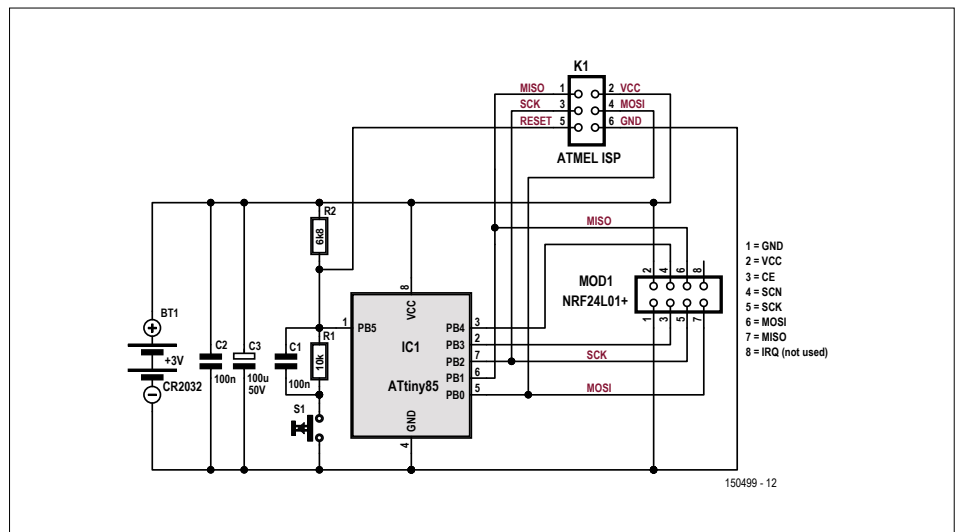 K1
MISO 1 2 VCC
SCK 3 4 MOSI
RESET 5 6 GND
ATMEL ISP
R2
6k8
MISO
2 4 6 8
MOD1
NRF24L01+
1 3 5 7
1 = GND
2 = VCC
3 = CE
4 = SCN
5 = SCK
6 = MOSI
7 = MISO
8 = IRQ (not used)
BT1
+3V
CR2032
C2
100n
C3
100u
50V
C1
100n
R1
10k
S1
8
VCC
1 PB5
IC1
ATtiny85
PB4 3
PB3 2
PB2 7
PB1 6
PB0 5
GND
4
SCK
MOSI
150499 - 12